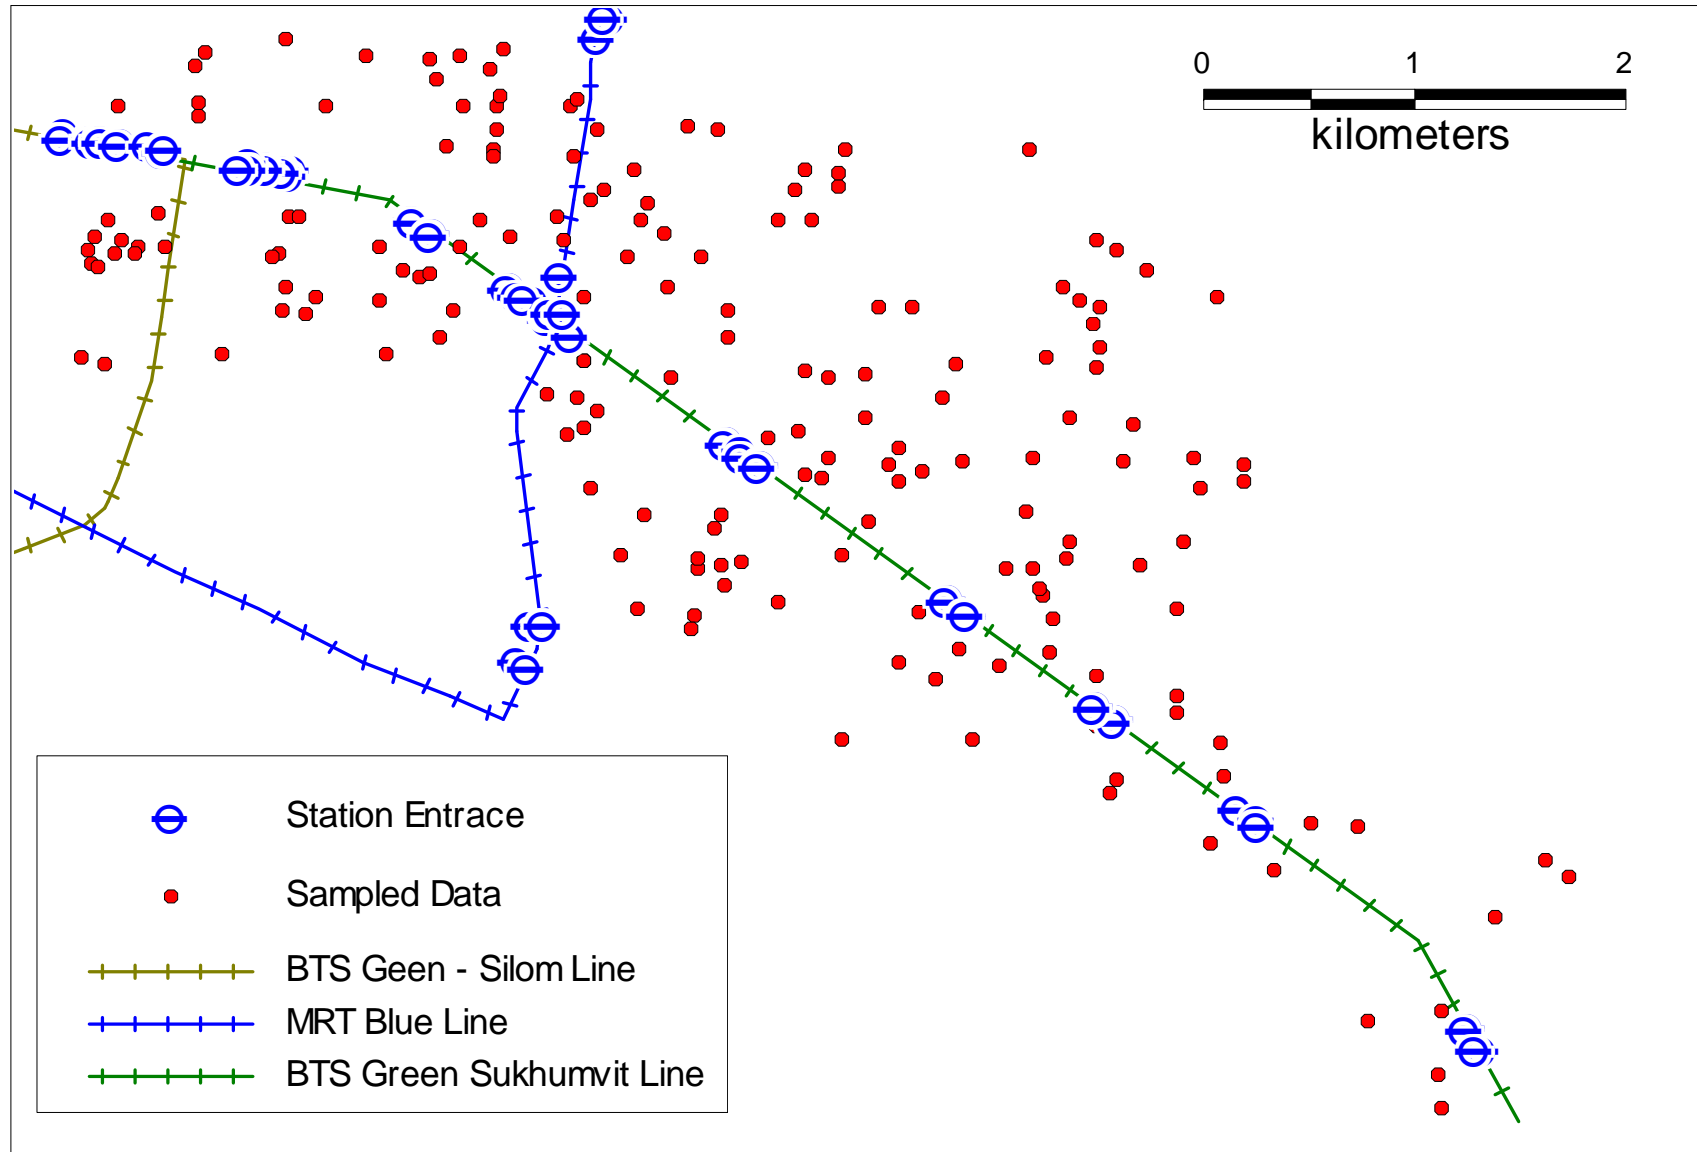 0 1 2
kilometers
Station Entrace
Sampled Data
BTS Geen - Silom Line
MRT Blue Line
BTS Green Sukhumvit Line